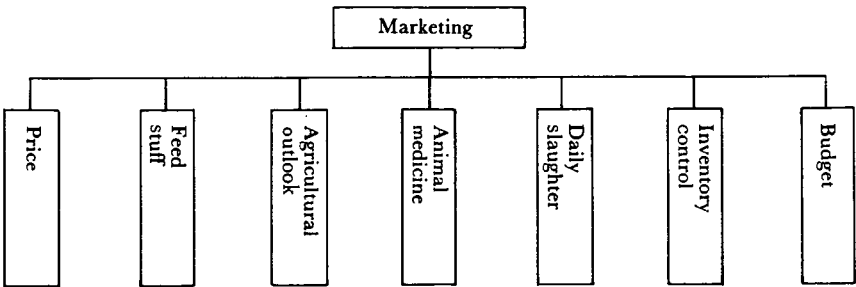 Marketing
Price
Feed
stuff
Agricultural
outlook
Animal
medicine
Daily
slaughter
Inventory
control
Budget